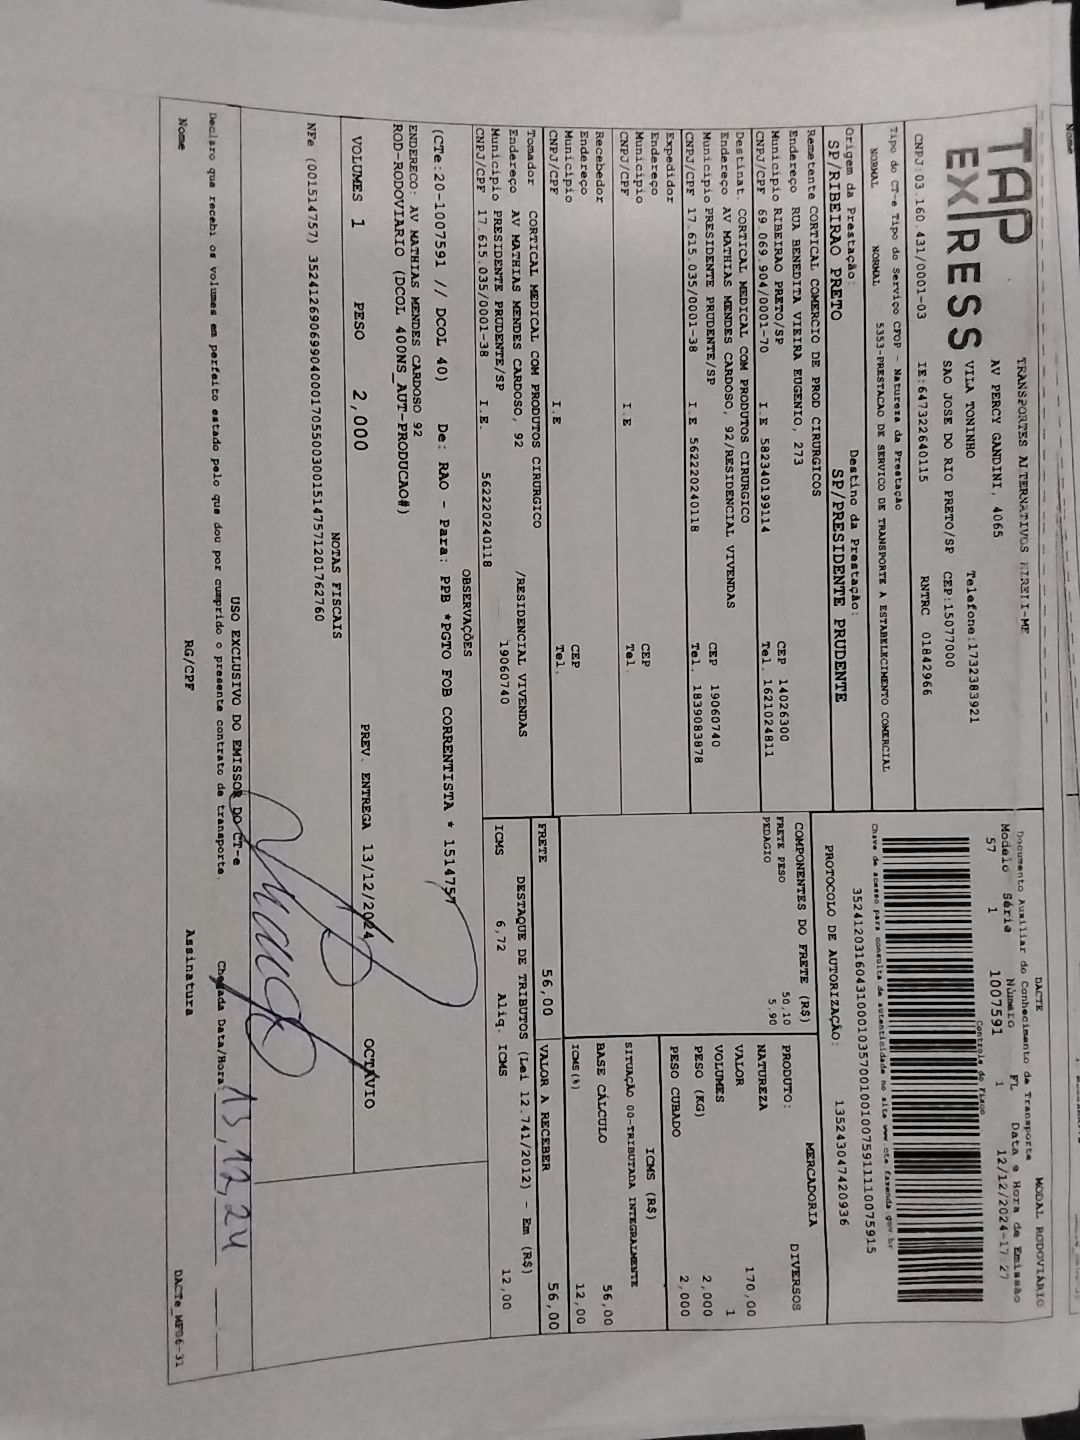 TAP
EXPRESS
TRANSPORTES ALTERNATIVOS EIRELI-ME
AV PERCY GANDINI, 4065
VILA TONINHO Telefone:1732383921
SAO JOSE DO RIO PRETO/SP CEP:15077000
CNPJ:03.160.431/0001-03 IE:647322640115 RNTRC 01842966
Tipo do CT-e Tipo do Serviço CFOP - Natureza da Prestação
NORMAL NORMAL 5353-PRESTACAO DE SERVICO DE TRANSPORTE A ESTABELECIMENTO COMERCIAL
Origem da Prestação: Destino da Prestação:
SP/RIBEIRAO PRETO SP/PRESIDENTE PRUDENTE
Remetente CORTICAL COMERCIO DE PROD CIRURGICOS
Endereço RUA BENEDITA VIEIRA EUGENIO, 273
Municipio RIBEIRAO PRETO/SP CEP 14026300
CNPJ/CPF 69.069.904/0001-70 I.E 582340199114 Tel. 1621024811
Destinat. CORTICAL MEDICAL COM PRODUTOS CIRURGICO
Endereço AV MATHIAS MENDES CARDOSO, 92/RESIDENCIAL VIVENDAS
Municipio PRESIDENTE PRUDENTE/SP CEP 19060740
CNPJ/CPF 17.615.035/0001-38 I.E 562220240118 Tel. 1839083878
Expedidor
Endereço
Municipio CEP
CNPJ/CPF I.E Tel.
Recebedor
Endereço
Municipio CEP
CNPJ/CPF I.E Tel.
Tomador CORTICAL MEDICAL COM PRODUTOS CIRURGICO
Endereço AV MATHIAS MENDES CARDOSO, 92 /RESIDENCIAL VIVENDAS
Municipio PRESIDENTE PRUDENTE/SP 19060740
CNPJ/CPF 17.615.035/0001-38 I.E. 562220240118
DACTE MODAL RODOVIÁRIO
Documento Auxiliar do Conhecimento de Transporte
Modelo Série Número FL Data e Hora de Emissão
57 1 1007591 1 12/12/2024-17:27
Controle do Fisco
Chave de acesso para consulta de autenticidade no site www.cte.fazenda.gov.br
35241203160431000103570010010075911110075915
PROTOCOLO DE AUTORIZAÇÃO: 135243047420936
COMPONENTES DO FRETE (R$)
FRETE PESO 50,10
PEDAGIO 5,90
MERCADORIA
PRODUTO: DIVERSOS
NATUREZA
VALOR 170,00
VOLUMES 1
PESO (KG) 2,000
PESO CUBADO 2,000
ICMS (R$)
SITUAÇÃO 00-TRIBUTADA INTEGRALMENTE
BASE CÁLCULO 56,00
ICMS(%) 12,00
FRETE 56,00 VALOR A RECEBER 56,00
DESTAQUE DE TRIBUTOS (Lei 12.741/2012) - Em (R$)
ICMS 6,72 Aliq. ICMS 12,00
OBSERVAÇÕES
(CTe:20-1007591 // DCOL 40) De: RAO - Para: PPB *PGTO FOB CORRENTISTA * 1514757
ENDERECO: AV MATHIAS MENDES CARDOSO 92
ROD-RODOVIARIO (DCOL 400NS_AUT-PRODUCAO#)
VOLUMES 1 PESO 2,000 PREV. ENTREGA 13/12/2024 OCTAVIO
NOTAS FISCAIS
NFe (001514757) 35241269069904000170550030015147571201762760
USO EXCLUSIVO DO EMISSOR DO CT-e
Declaro que recebi os volumes em perfeito estado pelo que dou por cumprido o presente contrato de transporte. Chegada Data/Hora: 13,12,24
Nome RG/CPF Assinatura
DACTe_MP06-31